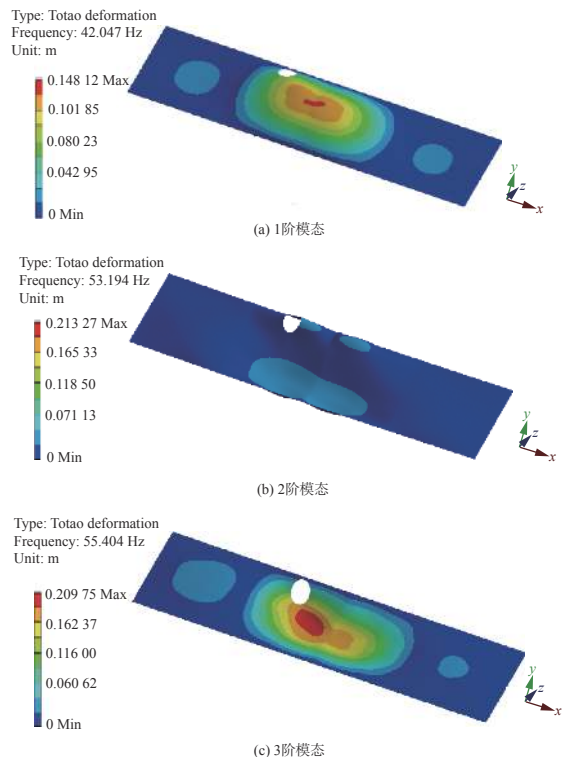 Type: Totao deformation
Frequency: 42.047 Hz
Unit: m
0.148 12 Max
0.101 85
0.080 23
0.042 95
0 Min
y
z
x
(a) 1阶模态
Type: Totao deformation
Frequency: 53.194 Hz
Unit: m
0.213 27 Max
0.165 33
0.118 50
0.071 13
0 Min
y
z
x
(b) 2阶模态
Type: Totao deformation
Frequency: 55.404 Hz
Unit: m
0.209 75 Max
0.162 37
0.116 00
0.060 62
0 Min
y
z
x
(c) 3阶模态